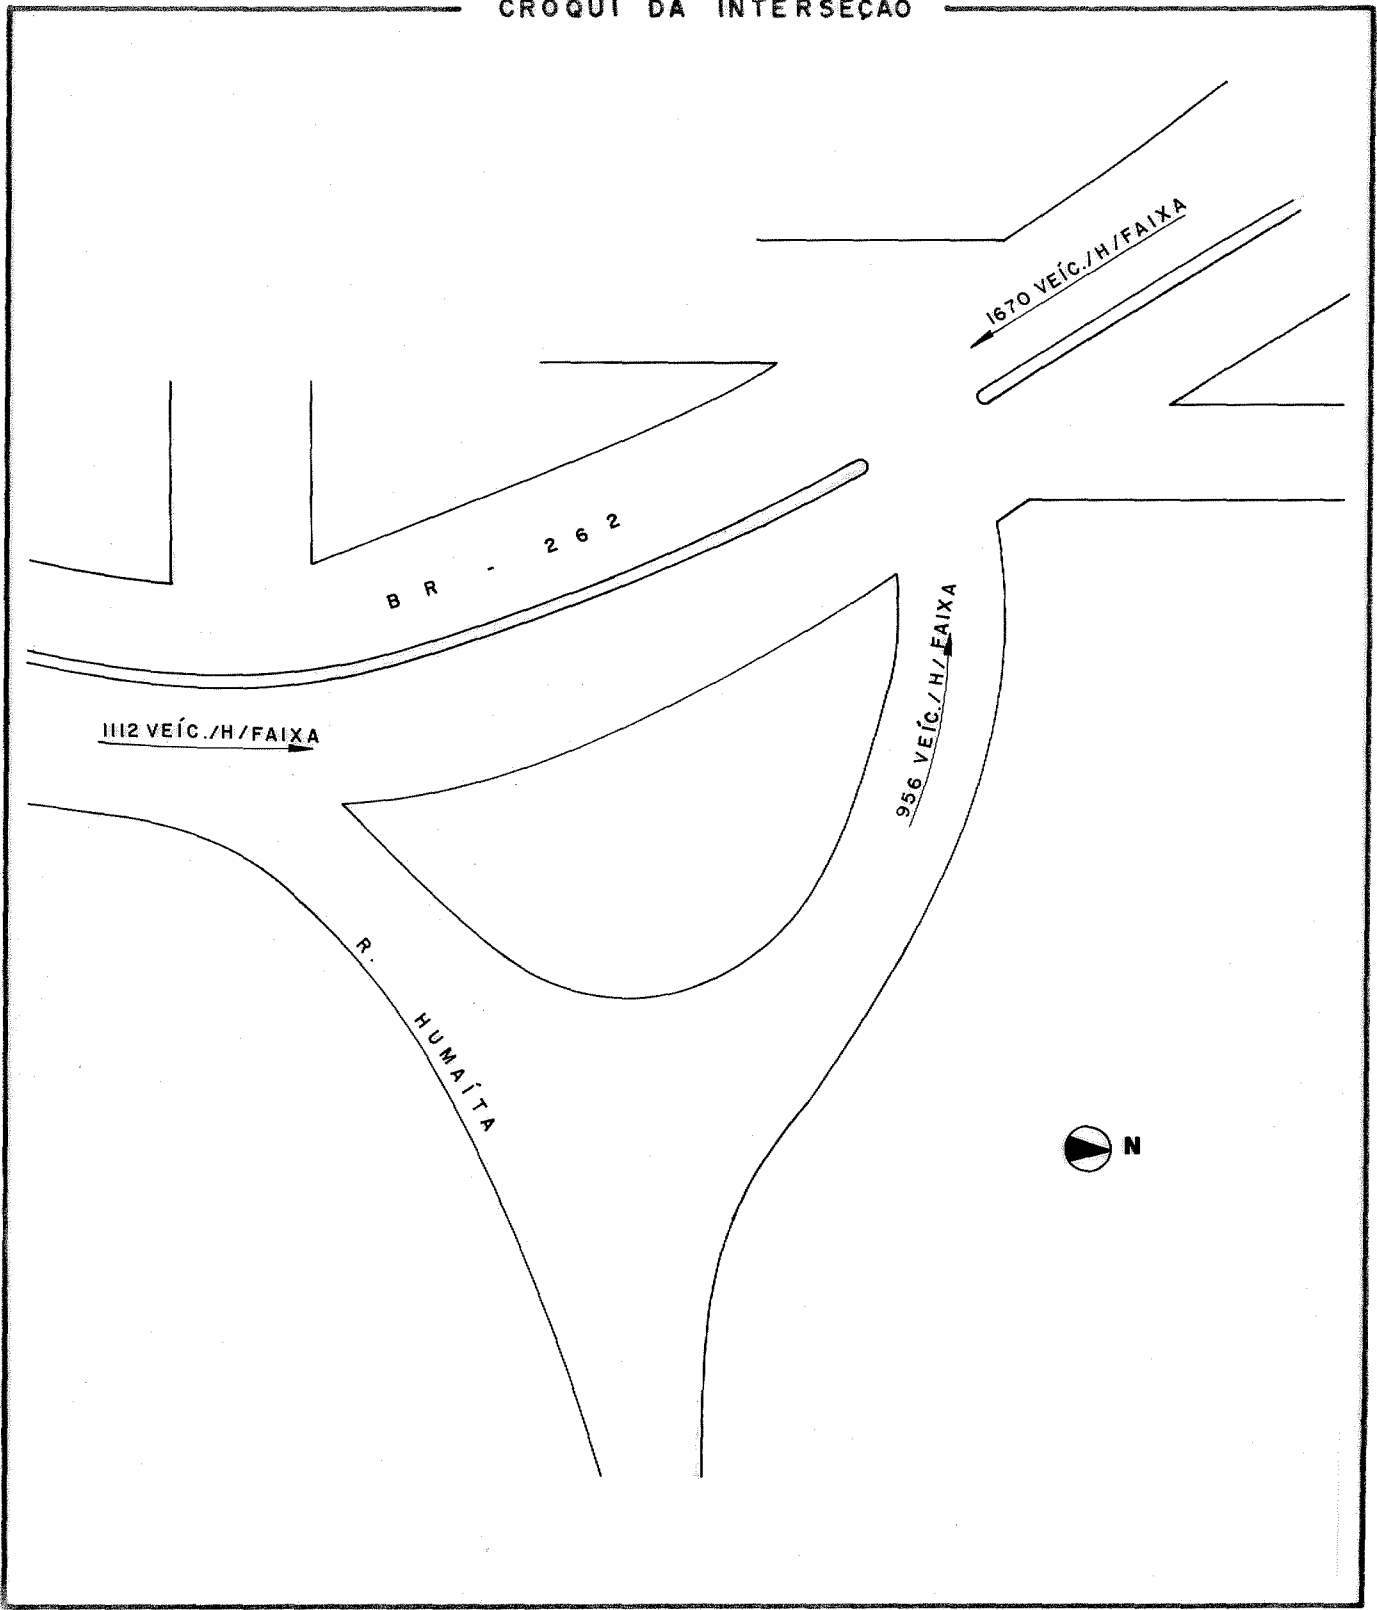 CROQUI DA INTERSEÇÃO
1670 VEÍC./H/FAIXA
BR - 262
956 VEÍC./H/FAIXA
1112 VEÍC./H/FAIXA
R. HUMAÍTA
N